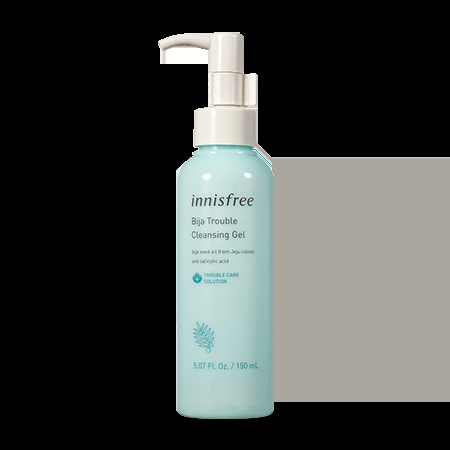 innisfree
Bija Trouble
Cleansing Gel
bija seed oil from Jeju island
and salicylic acid
TROUBLE CARE
SOLUTION
5.07 Fl. Oz. / 150 mL